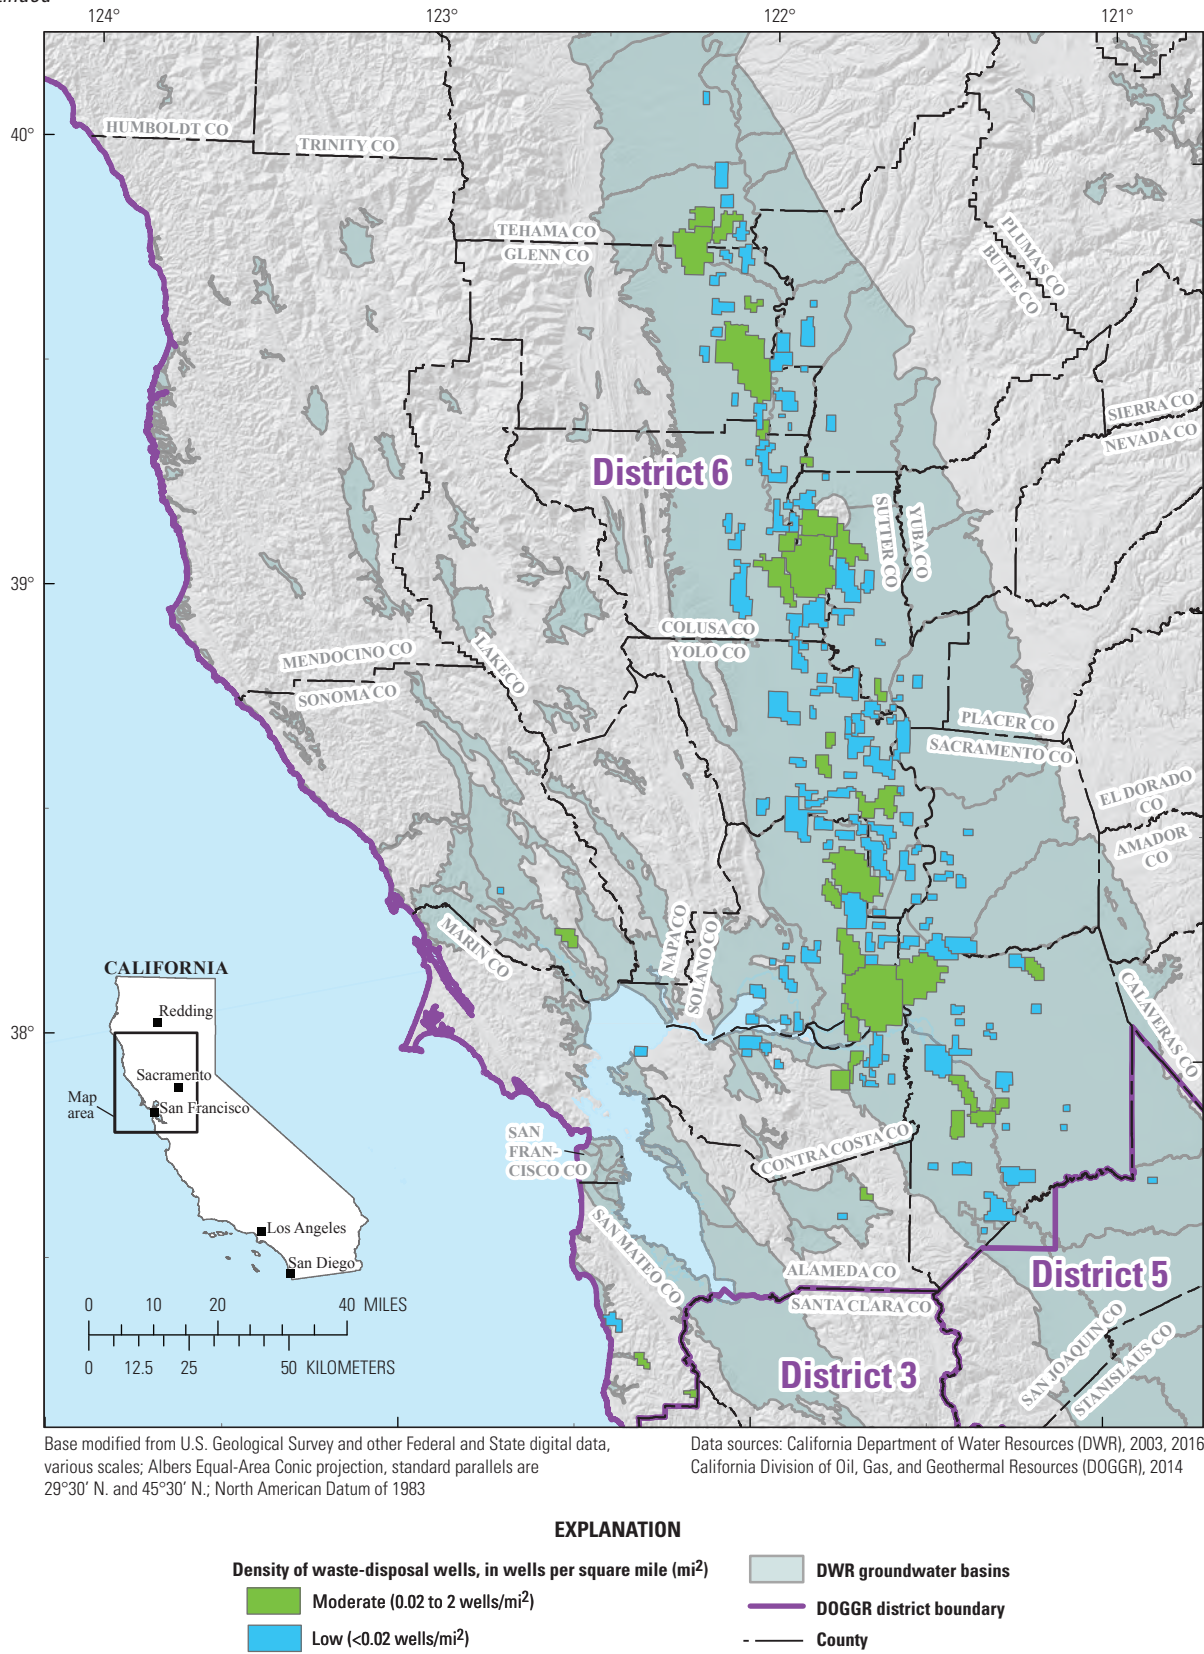 124°
123°
122°
121°
40°
HUMBOLDT CO
TRINITY CO
TEHAMA CO
GLENN CO
PLUMAS CO
BUTTE CO
SIERRA CO
NEVADA CO
District 6
SUTTER CO
YUBA CO
39°
COLUSA CO
YOLO CO
LAKE CO
MENDOCINO CO
SONOMA CO
PLACER CO
SACRAMENTO CO
EL DORADO
CO
AMADOR
CO
MARIN CO
NAPA CO
SOLANO CO
CALAVERAS CO
38°
CALIFORNIA
Redding
Sacramento
Map
area
San Francisco
Los Angeles
San Diego
SAN
FRAN-
CISCO CO
CONTRA COSTA CO
SAN MATEO CO
ALAMEDA CO
SANTA CLARA CO
District 5
District 3
SAN JOAQUIN CO
STANISLAUS CO
0 10 20 40 MILES
0 12.5 25 50 KILOMETERS
Base modified from U.S. Geological Survey and other Federal and State digital data,
various scales; Albers Equal-Area Conic projection, standard parallels are
29°30′ N. and 45°30′ N.; North American Datum of 1983
Data sources: California Department of Water Resources (DWR), 2003, 2016
California Division of Oil, Gas, and Geothermal Resources (DOGGR), 2014
EXPLANATION
Density of waste-disposal wells, in wells per square mile (mi²)
Moderate (0.02 to 2 wells/mi²)
Low (<0.02 wells/mi²)
DWR groundwater basins
DOGGR district boundary
County